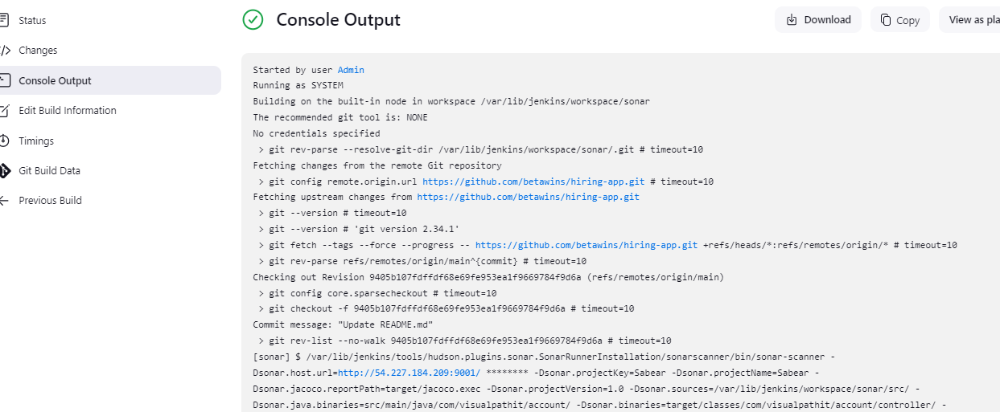 Status
Changes
Console Output
Edit Build Information
Timings
Git Build Data
Previous Build
Console Output
Download
Copy
View as pla
Started by user Admin
Running as SYSTEM
Building on the built-in node in workspace /var/lib/jenkins/workspace/sonar
The recommended git tool is: NONE
No credentials specified
> git rev-parse --resolve-git-dir /var/lib/jenkins/workspace/sonar/.git # timeout=10
Fetching changes from the remote Git repository
> git config remote.origin.url https://github.com/betawins/hiring-app.git # timeout=10
Fetching upstream changes from https://github.com/betawins/hiring-app.git
> git --version # timeout=10
> git --version # 'git version 2.34.1'
> git fetch --tags --force --progress -- https://github.com/betawins/hiring-app.git +refs/heads/*:refs/remotes/origin/* # timeout=10
> git rev-parse refs/remotes/origin/main^{commit} # timeout=10
Checking out Revision 9405b107fdffdf68e69fe953ea1f9669784f9d6a (refs/remotes/origin/main)
> git config core.sparsecheckout # timeout=10
> git checkout -f 9405b107fdffdf68e69fe953ea1f9669784f9d6a # timeout=10
Commit message: "Update README.md"
> git rev-list --no-walk 9405b107fdffdf68e69fe953ea1f9669784f9d6a # timeout=10
[sonar] $ /var/lib/jenkins/tools/hudson.plugins.sonar.SonarRunnerInstallation/sonarscanner/bin/sonar-scanner -
Dsonar.host.url=http://54.227.184.209:9001/ ******** -Dsonar.projectKey=Sabear -Dsonar.projectName=Sabear -
Dsonar.jacoco.reportPath=target/jacoco.exec -Dsonar.projectVersion=1.0 -Dsonar.sources=/var/lib/jenkins/workspace/sonar/src/ -
Dsonar.java.binaries=src/main/java/com/visualpathit/account/ -Dsonar.binaries=target/classes/com/visualpathit/account/controller/ -